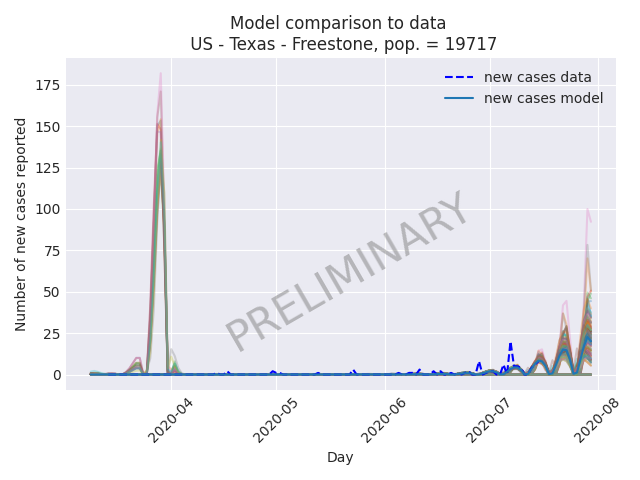 Model comparison to data
US - Texas - Freestone, pop. = 19717
new cases data
new cases model
Number of new cases reported
175
150
125
100
75
50
25
0
PRELIMINARY
2020-04
2020-05
2020-06
2020-07
2020-08
Day